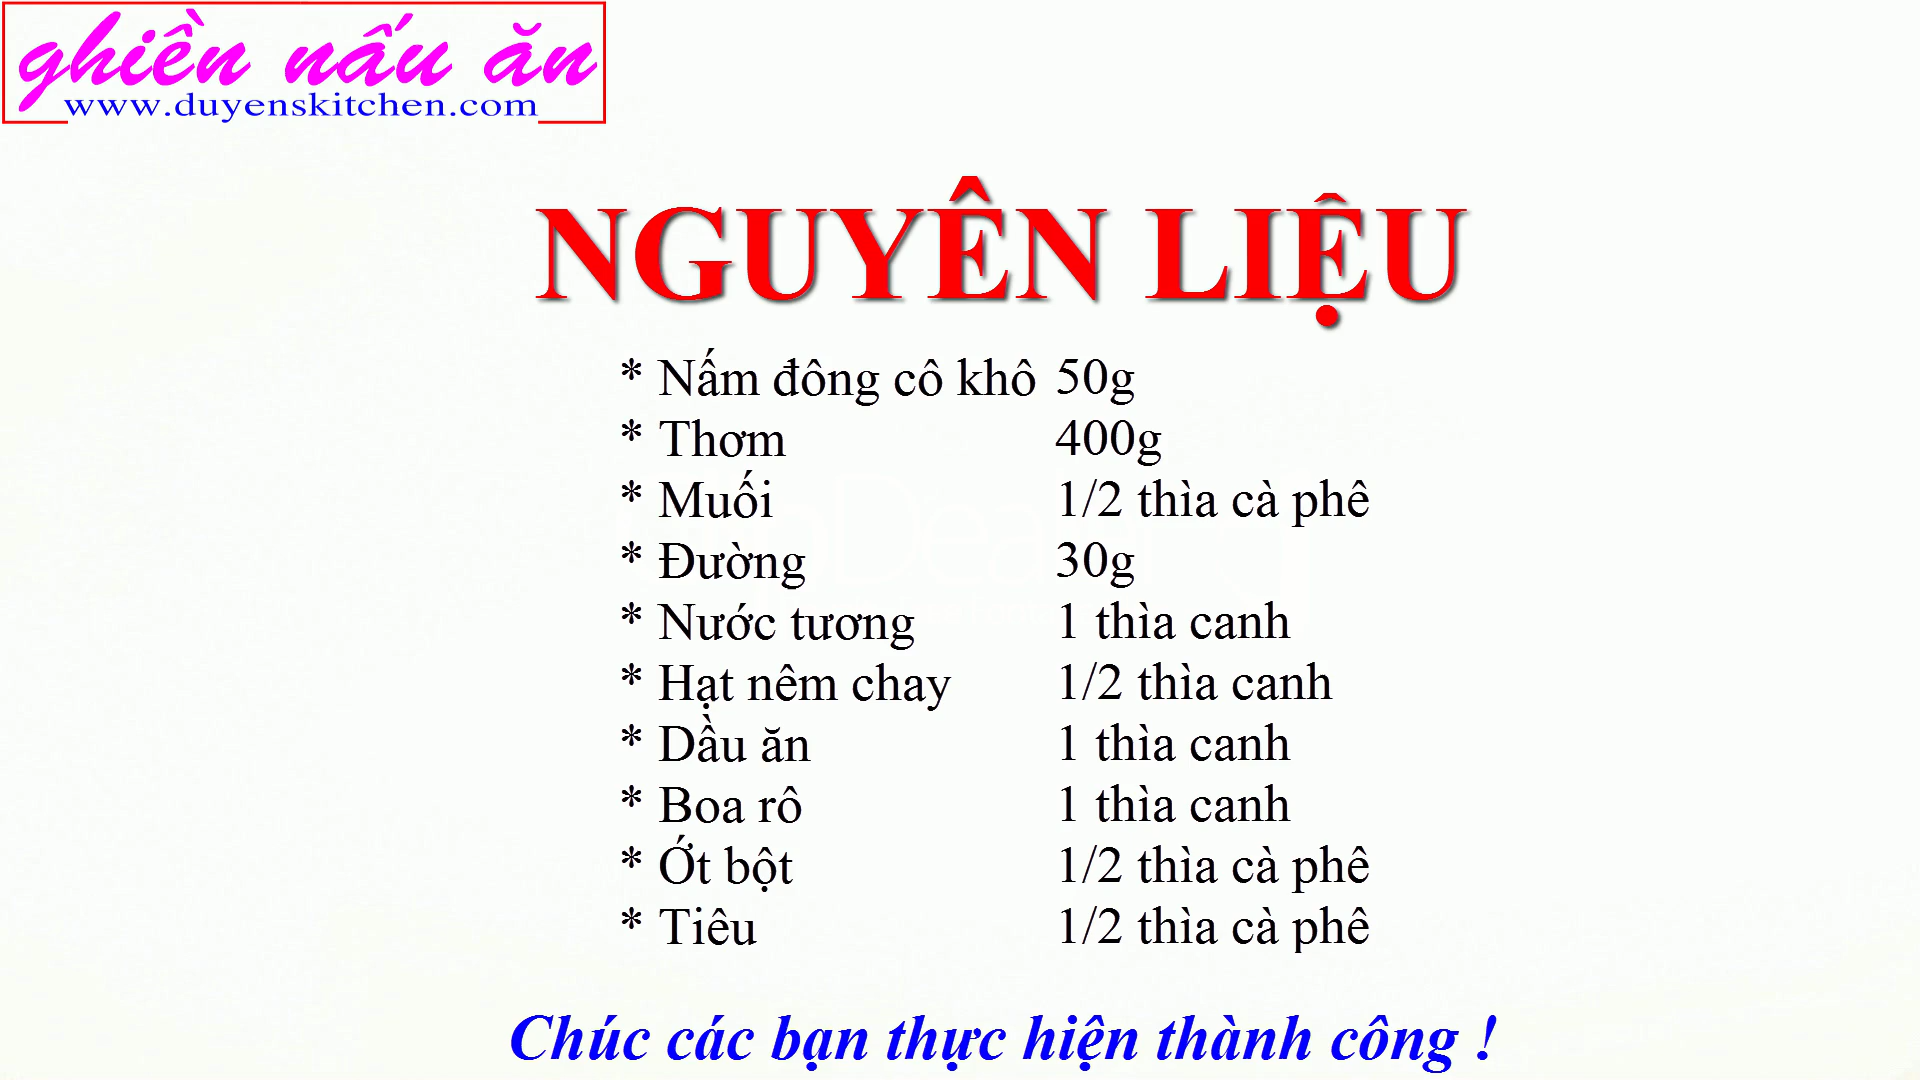 ghiền nấu ăn
www.duyenskitchen.com
NGUYÊN LIỆU
* Nấm đông cô khô 50g
* Thơm 400g
* Muối 1/2 thìa cà phê
* Đường 30g
* Nước tương 1 thìa canh
* Hạt nêm chay 1/2 thìa canh
* Dầu ăn 1 thìa canh
* Boa rô 1 thìa canh
* Ớt bột 1/2 thìa cà phê
* Tiêu 1/2 thìa cà phê
Chúc các bạn thực hiện thành công !